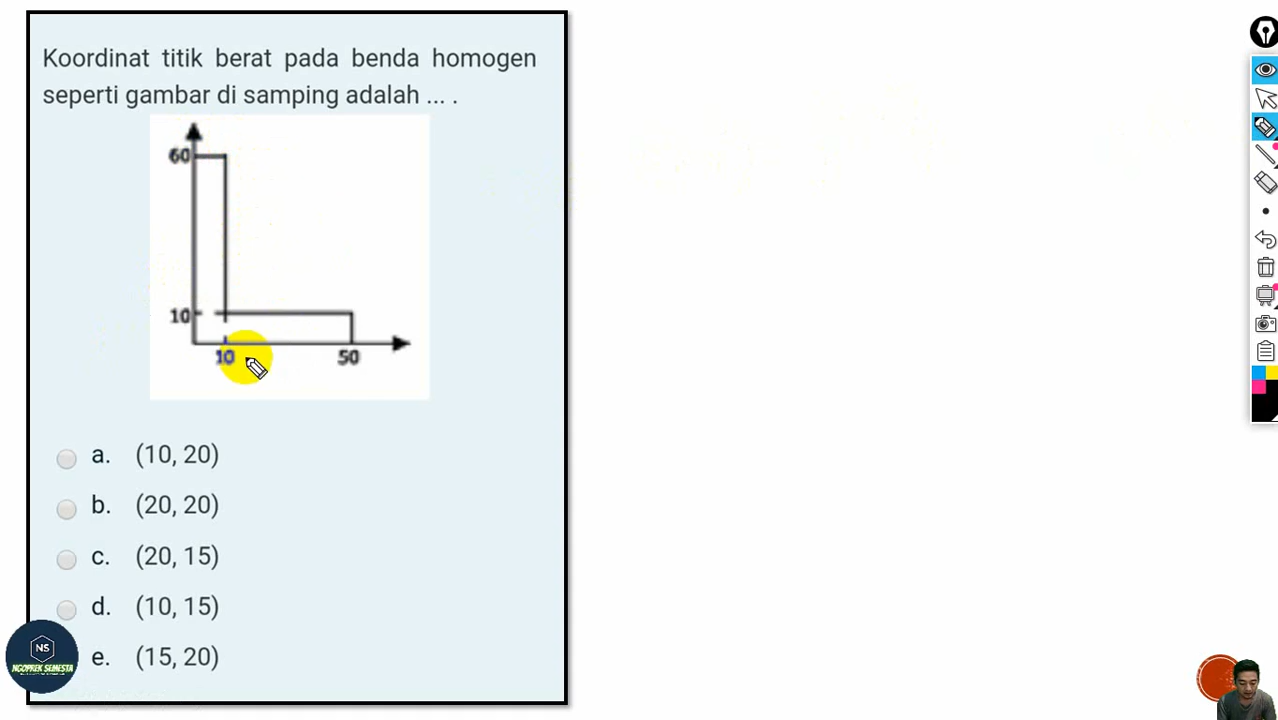 Koordinat titik berat pada benda homogen
seperti gambar di samping adalah ... .
60
10
10
50
a. (10, 20)
b. (20, 20)
c. (20, 15)
d. (10, 15)
e. (15, 20)
NS
NGOPREK SEMESTA